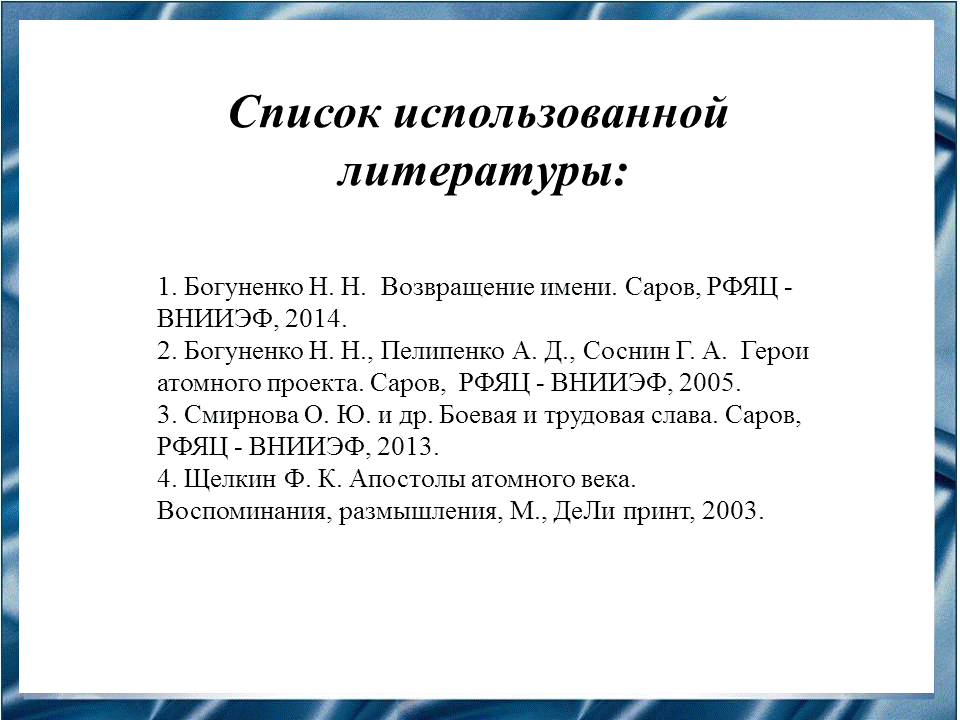 Список использованной
литературы:
1. Богуненко Н. Н.  Возвращение имени. Саров, РФЯЦ -
ВНИИЭФ, 2014.
2. Богуненко Н. Н., Пелипенко А. Д., Соснин Г. А.  Герои
атомного проекта. Саров,  РФЯЦ - ВНИИЭФ, 2005.
3. Смирнова О. Ю. и др. Боевая и трудовая слава. Саров,
РФЯЦ - ВНИИЭФ, 2013.
4. Щелкин Ф. К. Апостолы атомного века.
Воспоминания, размышления, М., ДеЛи принт, 2003.